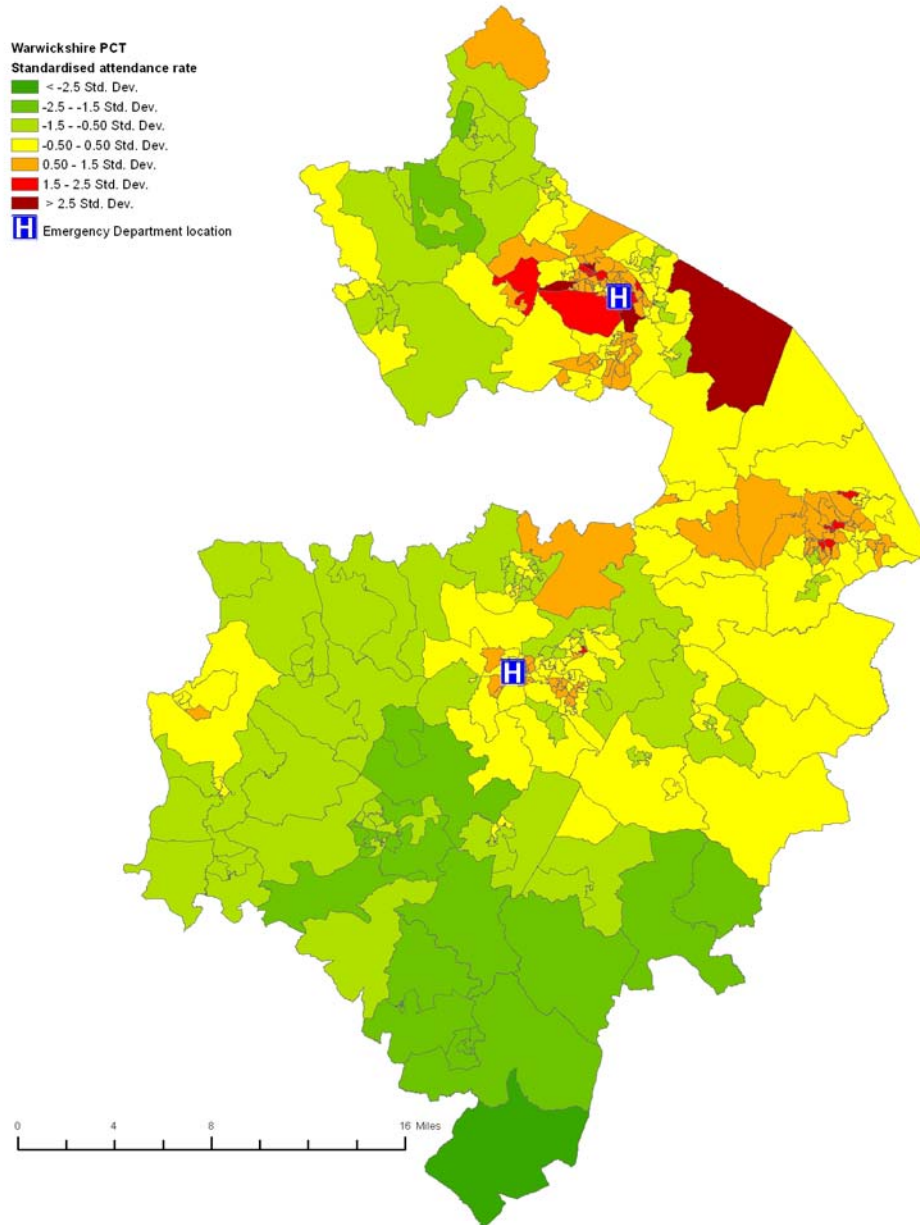 Warwickshire PCT
Standardised attendance rate
< -2.5 Std. Dev.
-2.5 - -1.5 Std. Dev.
-1.5 - -0.50 Std. Dev.
-0.50 - 0.50 Std. Dev.
0.50 - 1.5 Std. Dev.
1.5 - 2.5 Std. Dev.
> 2.5 Std. Dev.
H Emergency Department location
H
H
0 4 8 16 Miles